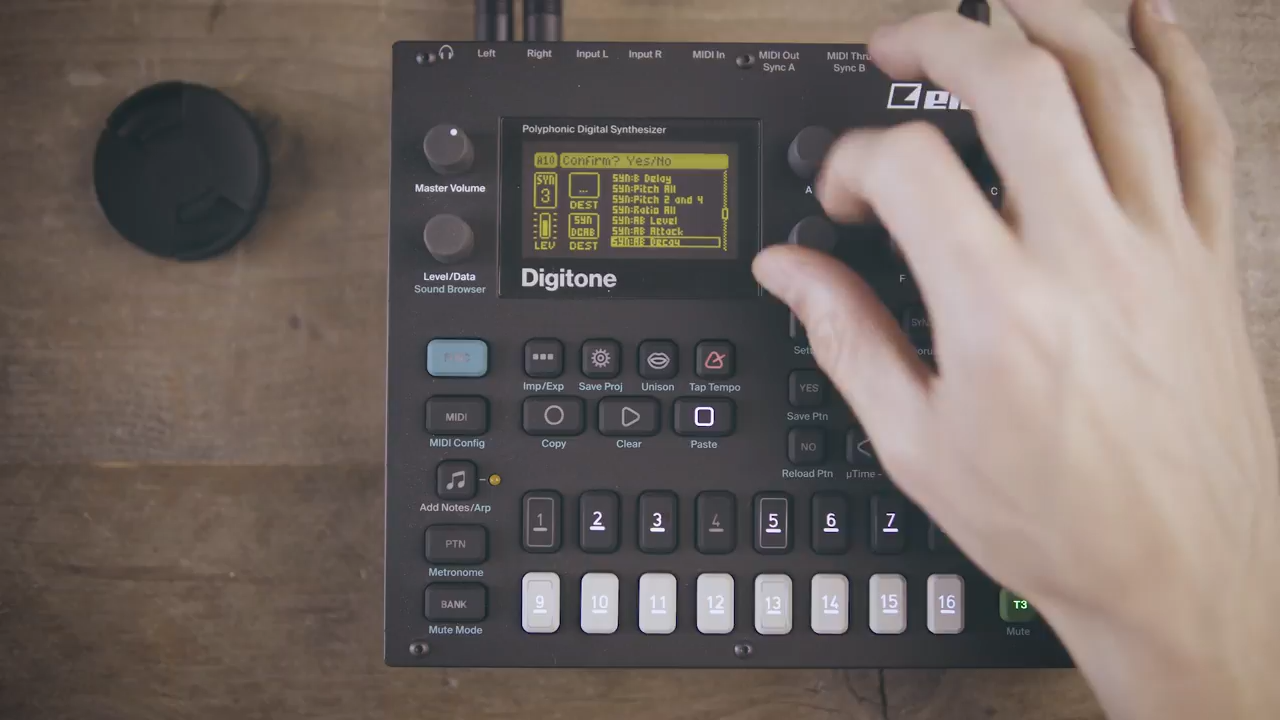 Left Right Input L Input R MIDI In MIDI Out MIDI Thru
Sync A Sync B
Polyphonic Digital Synthesizer
A10 Confirm? Yes/No
SYN
3
LEV
...
DEST
SYN
DCAB
DEST
SYN:B Delay
SYN:Pitch All
SYN:Pitch 2 and 4
SYN:Ratio All
SYN:AB Level
SYN:AB Attack
SYN:AB Decay
Master Volume
A
C
Level/Data
Sound Browser
Digitone
F
Imp/Exp Save Proj Unison Tap Tempo
YES
Save Ptn
MIDI
MIDI Config
Copy Clear Paste
NO
Reload Ptn µTime -
Add Notes/Arp
PTN
Metronome
1 2 3 4 5 6 7
BANK
Mute Mode
9 10 11 12 13 14 15 16
T3
Mute